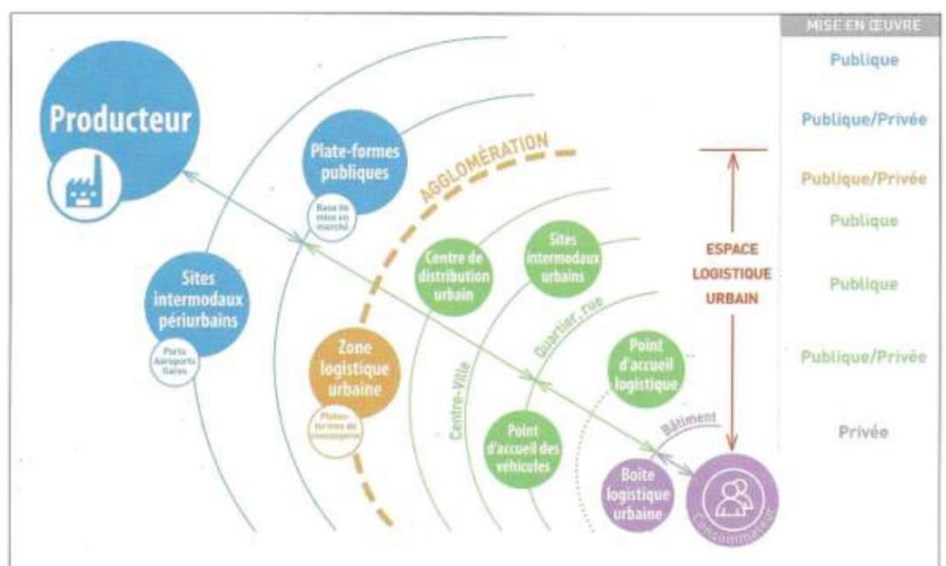 MISE EN ŒUVRE
Publique
Publique/Privée
Publique/Privée
Publique
Publique
Publique/Privée
Privée
Producteur
Plate-formes
publiques
Base de
mise en
marché
AGGLOMÉRATION
Sites
intermodaux
périurbains
Ports
Aéroports
Gares
Centre de
distribution
urbain
Sites
intermodaux
urbains
ESPACE
LOGISTIQUE
URBAIN
Zone
logistique
urbaine
Plates-
formes de
messagerie
Centre-Ville
Quartier, rue
Point
d'accueil
logistique
Point
d'accueil des
véhicules
Bâtiment
Boîte
logistique
urbaine
Consommateur